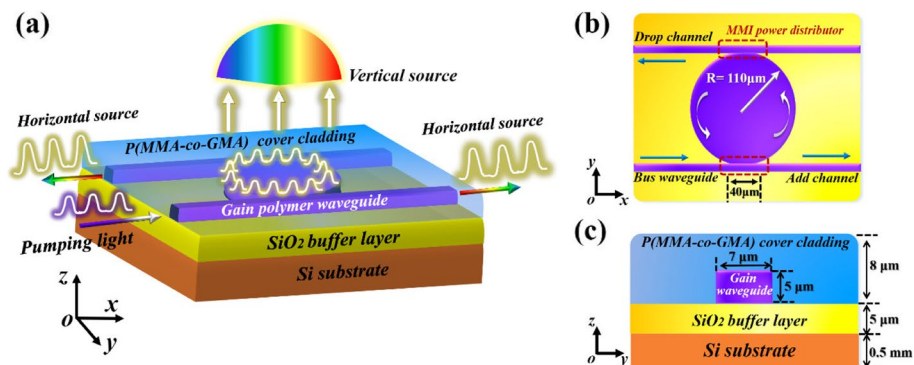 (a)
Vertical source
Horizontal source
Horizontal source
P(MMA-co-GMA) cover cladding
Gain polymer waveguide
Pumping light
SiO₂ buffer layer
Si substrate
z
x
o
y
(b)
Drop channel
MMI power distributor
R= 110μm
Bus waveguide
Add channel
40μm
y
o
x
(c)
P(MMA-co-GMA) cover cladding
7 μm
Gain
waveguide
5 μm
8 μm
SiO₂ buffer layer
5 μm
Si substrate
0.5 mm
z
o
y